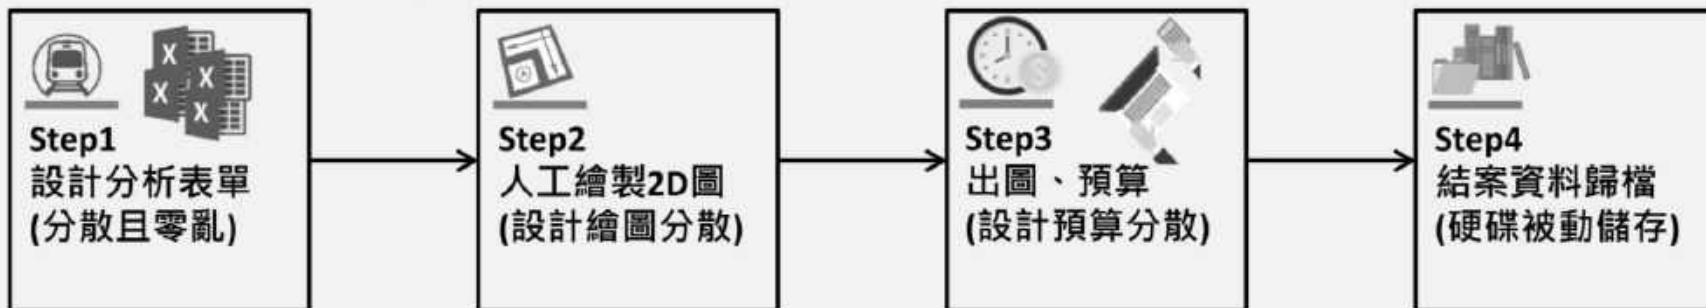 Step1
設計分析表單
(分散且零亂)
Step2
人工繪製2D圖
(設計繪圖分散)
Step3
出圖、預算
(設計預算分散)
Step4
結案資料歸檔
(硬碟被動儲存)